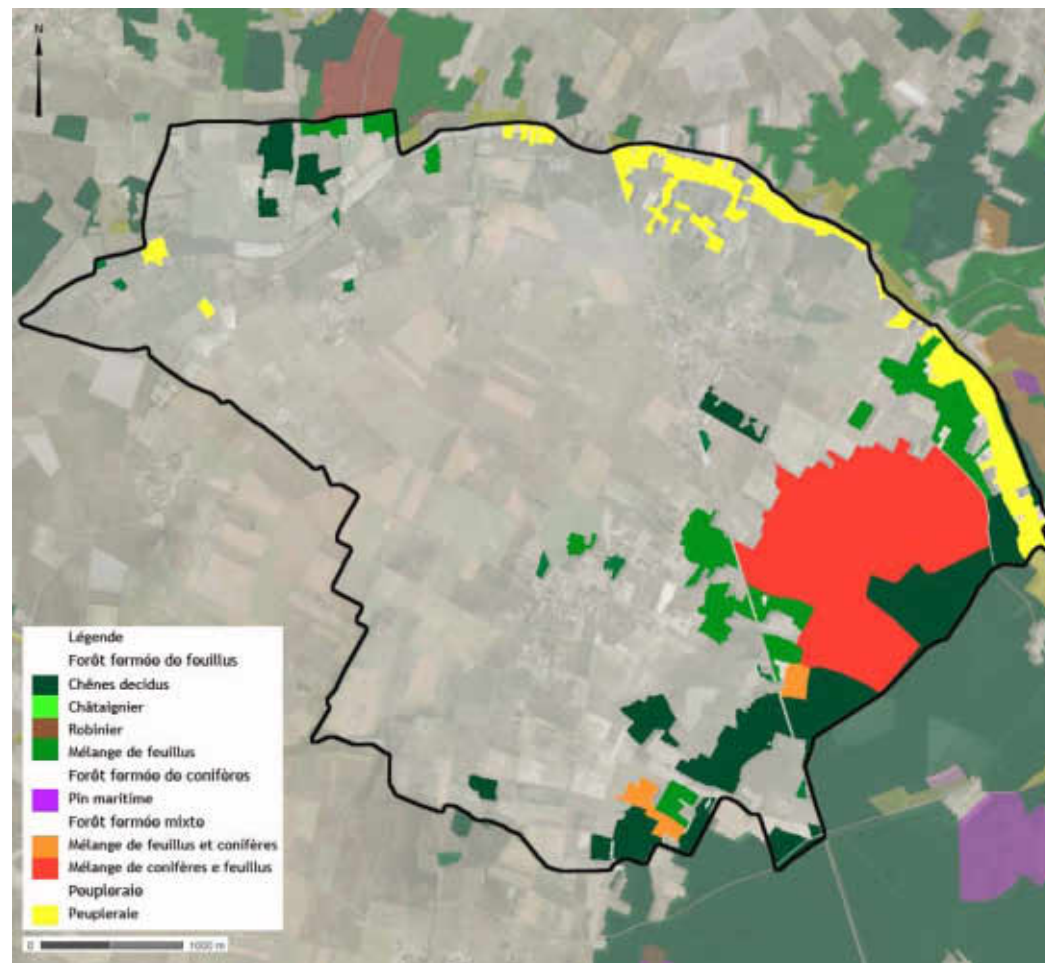 N
Légende
Forêt fermée de feuillus
Chênes decidus
Châtaignier
Robinier
Mélange de feuillus
Forêt fermée de conifères
Pin maritime
Forêt fermée mixte
Mélange de feuillus et conifères
Mélange de conifères e feuillus
Peupleraie
Peupleraie
0 1000 m